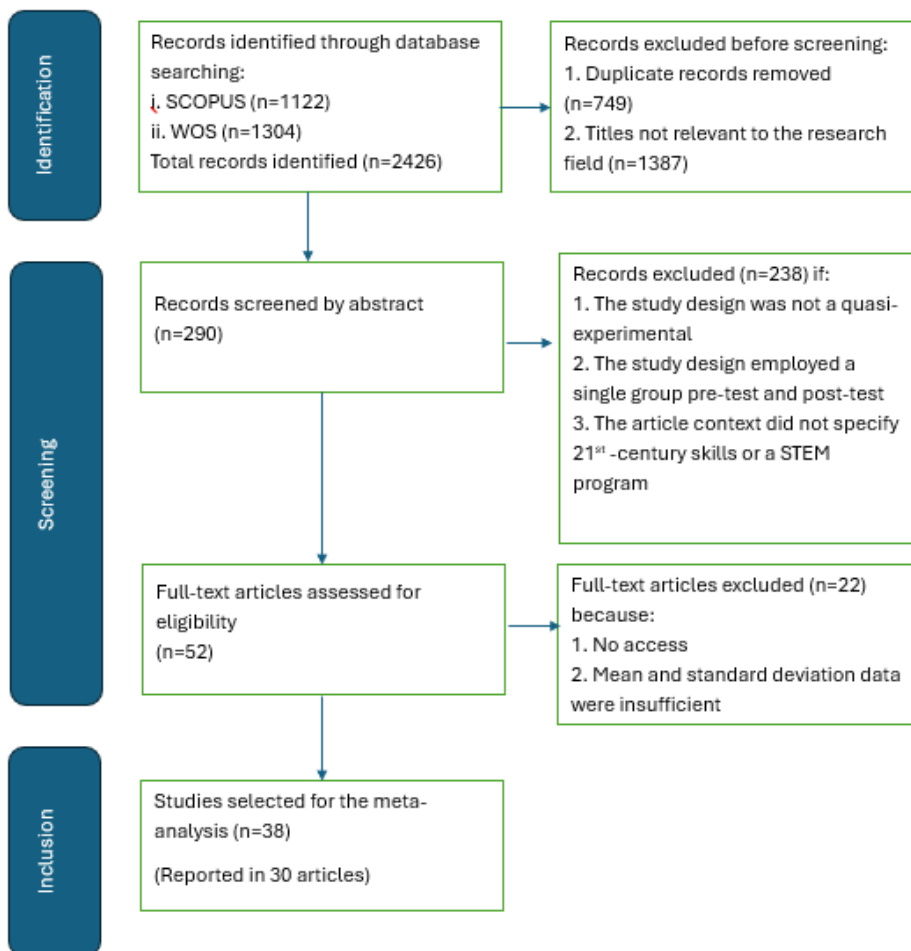 Identification
Records identified through database
searching:
i. SCOPUS (n=1122)
ii. WOS (n=1304)
Total records identified (n=2426)
Records excluded before screening:
1. Duplicate records removed
(n=749)
2. Titles not relevant to the research
field (n=1387)
Screening
Records screened by abstract
(n=290)
Records excluded (n=238) if:
1. The study design was not a quasi-
experimental
2. The study design employed a
single group pre-test and post-test
3. The article context did not specify
21st -century skills or a STEM
program
Full-text articles assessed for
eligibility
(n=52)
Full-text articles excluded (n=22)
because:
1. No access
2. Mean and standard deviation data
were insufficient
Inclusion
Studies selected for the meta-
analysis (n=38)
(Reported in 30 articles)